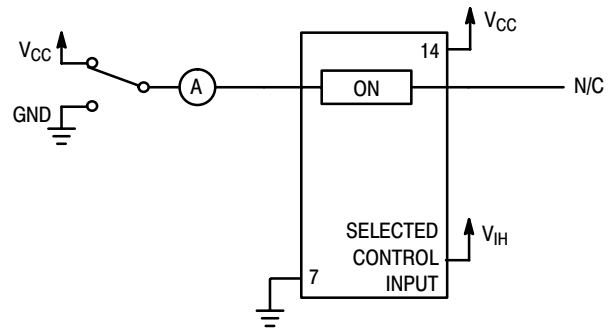 VCC
14
VCC
A
ON
N/C
GND
SELECTED
CONTROL
INPUT
VIH
7